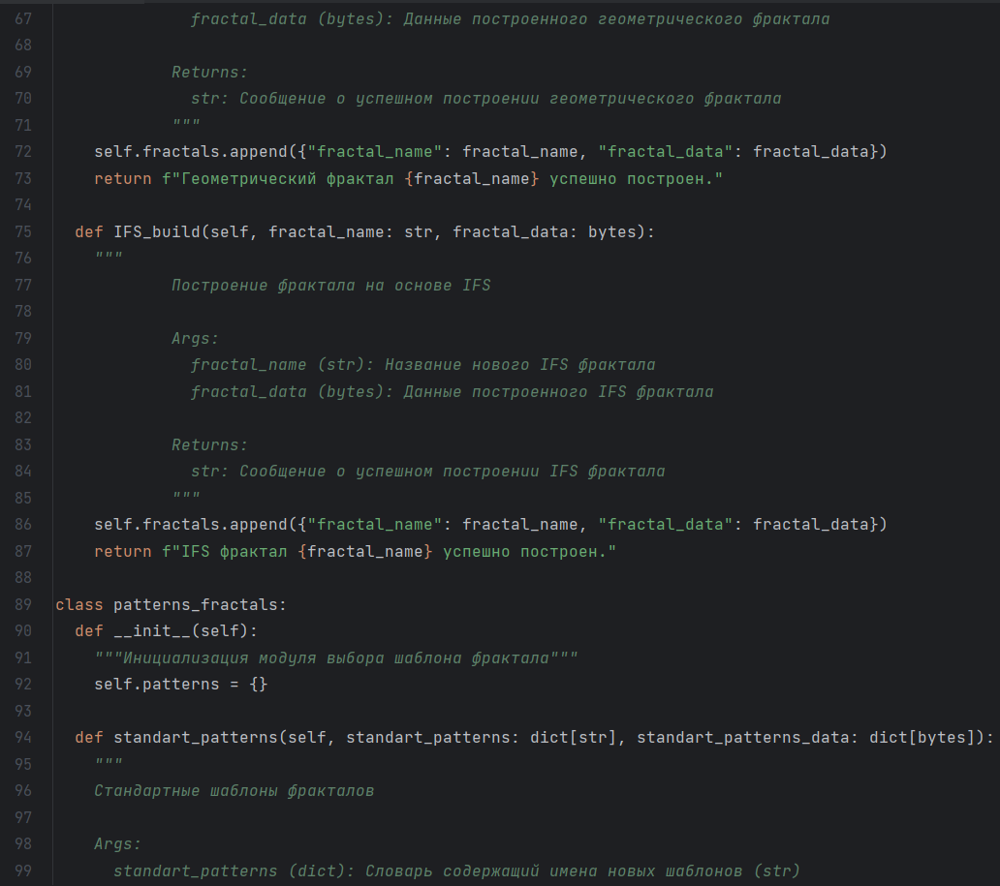 67 fractal_data (bytes): Данные построенного геометрического фрактала
68
69 Returns:
70 str: Сообщение о успешном построении геометрического фрактала
71 """
72 self.fractals.append({"fractal_name": fractal_name, "fractal_data": fractal_data})
73 return f"Геометрический фрактал {fractal_name} успешно построен."
74
75 def IFS_build(self, fractal_name: str, fractal_data: bytes):
76 """
77 Построение фрактала на основе IFS
78
79 Args:
80 fractal_name (str): Название нового IFS фрактала
81 fractal_data (bytes): Данные построенного IFS фрактала
82
83 Returns:
84 str: Сообщение о успешном построении IFS фрактала
85 """
86 self.fractals.append({"fractal_name": fractal_name, "fractal_data": fractal_data})
87 return f"IFS фрактал {fractal_name} успешно построен."
88
89 class patterns_fractals:
90 def __init__(self):
91 """Инициализация модуля выбора шаблона фрактала"""
92 self.patterns = {}
93
94 def standart_patterns(self, standart_patterns: dict[str], standart_patterns_data: dict[bytes]):
95 """
96 Стандартные шаблоны фракталов
97
98 Args:
99 standart_patterns (dict): Словарь содержащий имена новых шаблонов (str)